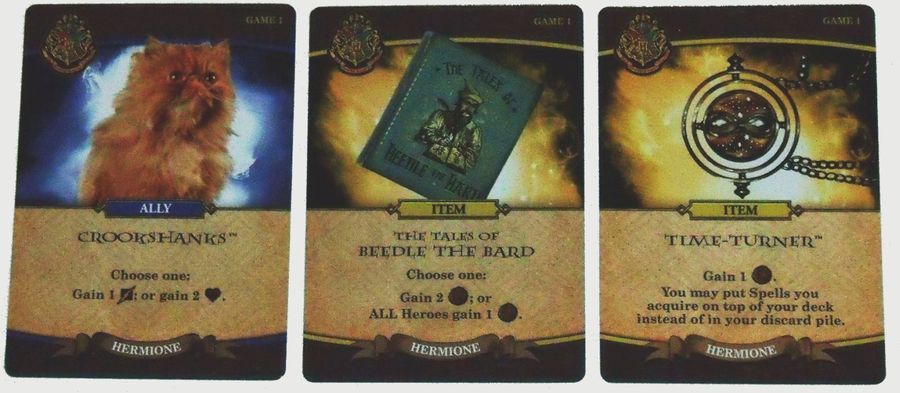 GAME 1
ALLY
CROOKSHANKS™
Choose one:
Gain 1 ; or gain 2 .
HERMIONE
GAME 1
THE TALES OF
BEEDLE THE BARD
ITEM
THE TALES OF
BEEDLE THE BARD
Choose one:
Gain 2 ; or
ALL Heroes gain 1 .
HERMIONE
GAME 1
ITEM
TIME-TURNER™
Gain 1 .
You may put Spells you
acquire on top of your deck
instead of in your discard pile.
HERMIONE